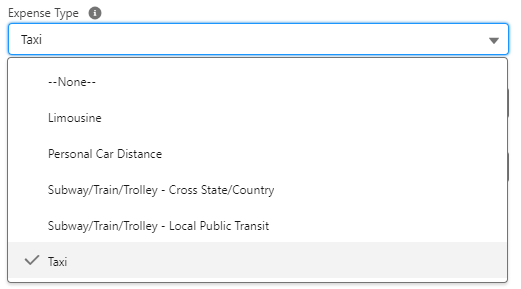 Expense Type
Taxi
--None--
Limousine
Personal Car Distance
Subway/Train/Trolley - Cross State/Country
Subway/Train/Trolley - Local Public Transit
Taxi